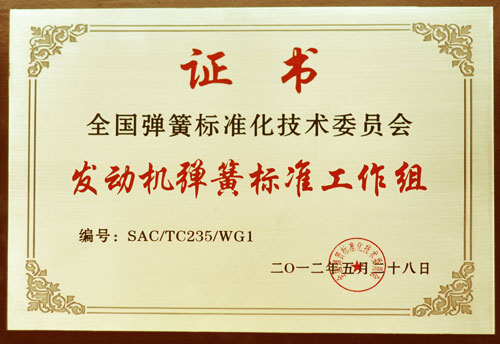 证书
全国弹簧标准化技术委员会
发动机弹簧标准工作组
编号：SAC/TC235/WG1
二〇一二年五月二十八日